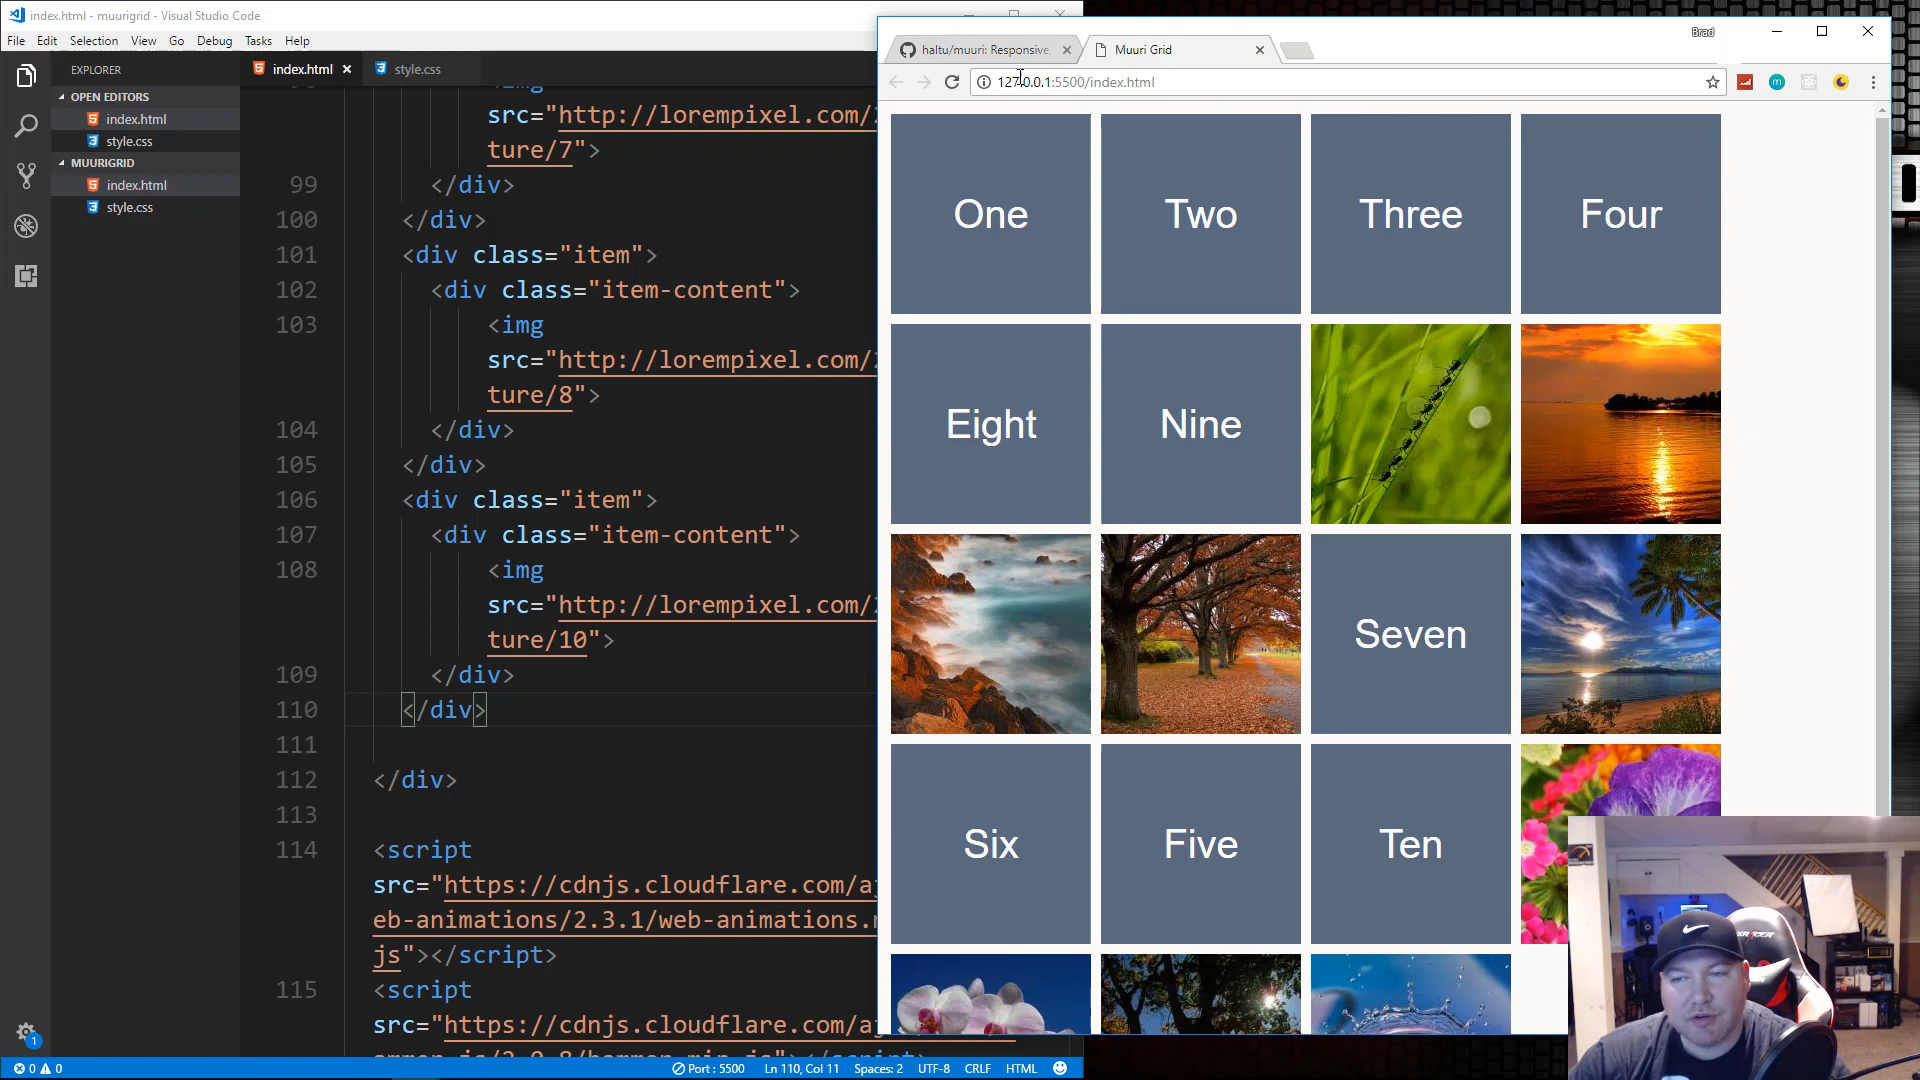 index.html - muurigrid - Visual Studio Code
File Edit Selection View Go Debug Tasks Help
EXPLORER
OPEN EDITORS
index.html
style.css
MUURIGRID
index.html
style.css
1
index.html
style.css
src="http://lorempixel.com/
ture/7">
99 </div>
100 </div>
101 <div class="item">
102 <div class="item-content">
103 <img
src="http://lorempixel.com/
ture/8">
104 </div>
105 </div>
106 <div class="item">
107 <div class="item-content">
108 <img
src="http://lorempixel.com/
ture/10">
109 </div>
110 </div>
111
112 </div>
113
114 <script
src="https://cdnjs.cloudflare.com/a
eb-animations/2.3.1/web-animations.
js"></script>
115 <script
src="https://cdnjs.cloudflare.com/a
0 0
Port : 5500 Ln 110, Col 11 Spaces: 2 UTF-8 CRLF HTML
Brad
haltu/muuri: Responsive,
Muuri Grid
127.0.0.1:5500/index.html
One Two Three Four
Eight Nine
Seven
Six Five Ten